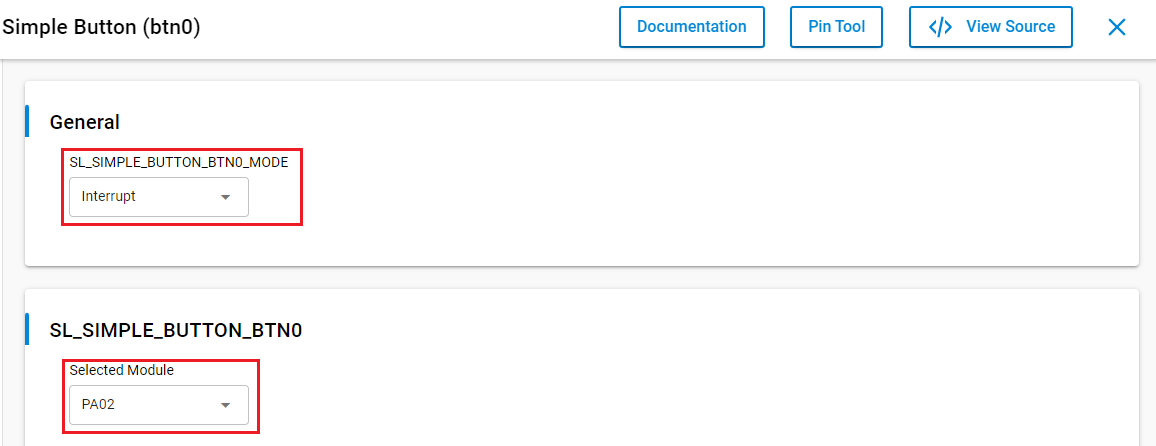 Simple Button (btn0)
Documentation
Pin Tool
</> View Source
General
SL_SIMPLE_BUTTON_BTN0_MODE
Interrupt
SL_SIMPLE_BUTTON_BTN0
Selected Module
PA02